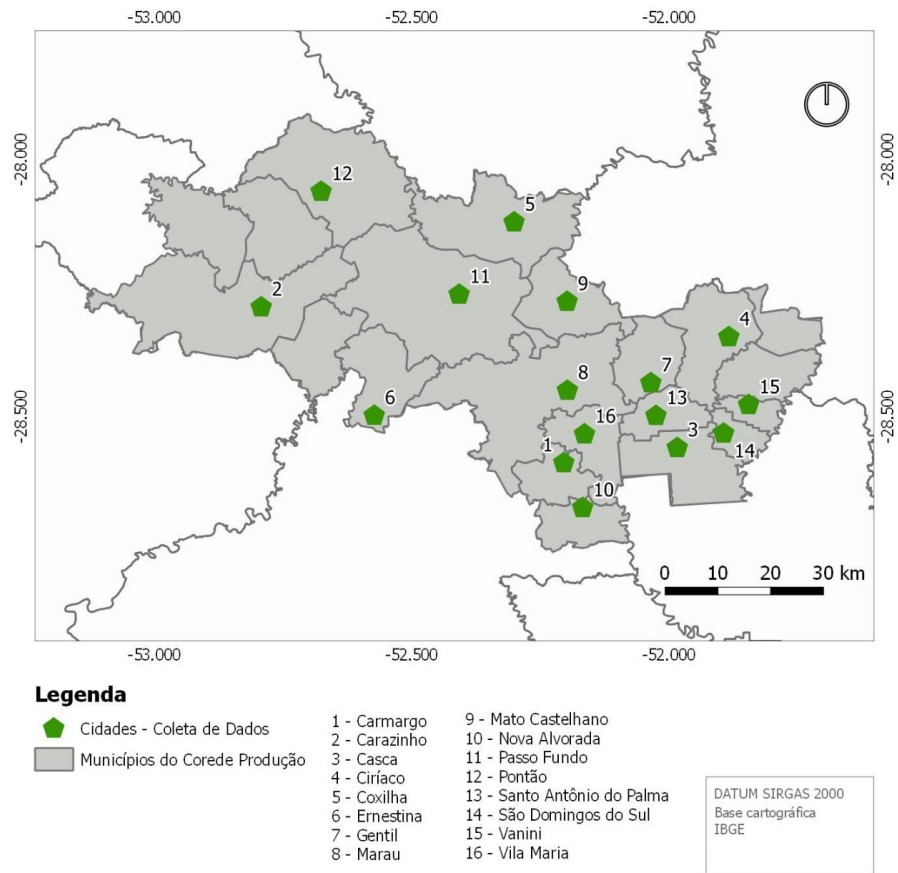 -53.000 -52.500 -52.000
-28.000 -28.000
12
5
2
11
9
4
8
7
15
6
13
16
3
1
14
10
-28.500 -28.500
0 10 20 30 km
-53.000 -52.500 -52.000
Legenda
Cidades - Coleta de Dados
Municípios do Corede Produção
1 - Carmargo
2 - Carazinho
3 - Casca
4 - Ciríaco
5 - Coxilha
6 - Ernestina
7 - Gentil
8 - Marau
9 - Mato Castelhano
10 - Nova Alvorada
11 - Passo Fundo
12 - Pontão
13 - Santo Antônio do Palma
14 - São Domingos do Sul
15 - Vanini
16 - Vila Maria
DATUM SIRGAS 2000
Base cartográfica
IBGE